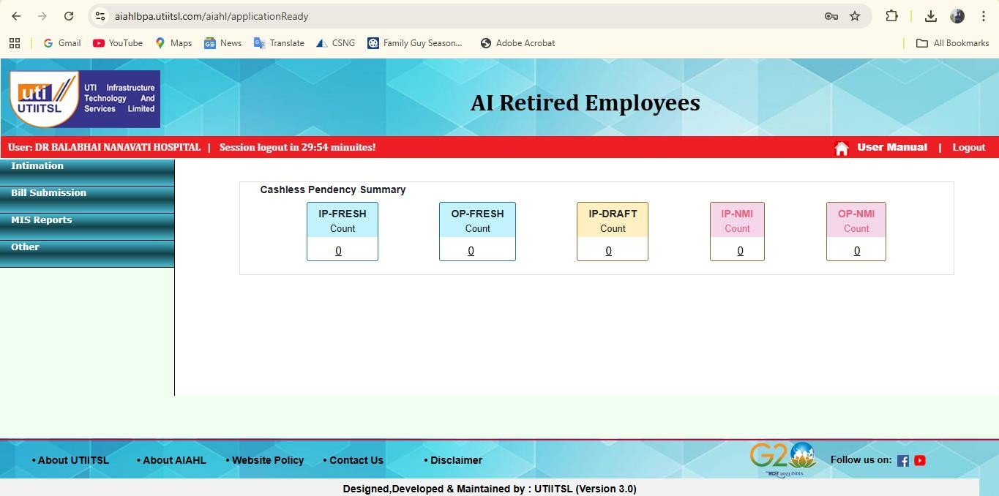 aiahlbpa.utiitsl.com/aiahl/applicationReady
Gmail YouTube Maps News Translate CSNG Family Guy Season... Adobe Acrobat All Bookmarks
uti
UTIITSL
UTI Infrastructure
Technology And
Services Limited
AI Retired Employees
User: DR BALABHAI NANAVATI HOSPITAL | Session logout in 29:54 minuites!
User Manual | Logout
Intimation
Bill Submission
MIS Reports
Other
Cashless Pendency Summary
IP-FRESH
Count
0
OP-FRESH
Count
0
IP-DRAFT
Count
0
IP-NMI
Count
0
OP-NMI
Count
0
• About UTIITSL • About AIAHL • Website Policy • Contact Us • Disclaimer
G20
2023 INDIA
Follow us on:
Designed,Developed & Maintained by : UTIITSL (Version 3.0)